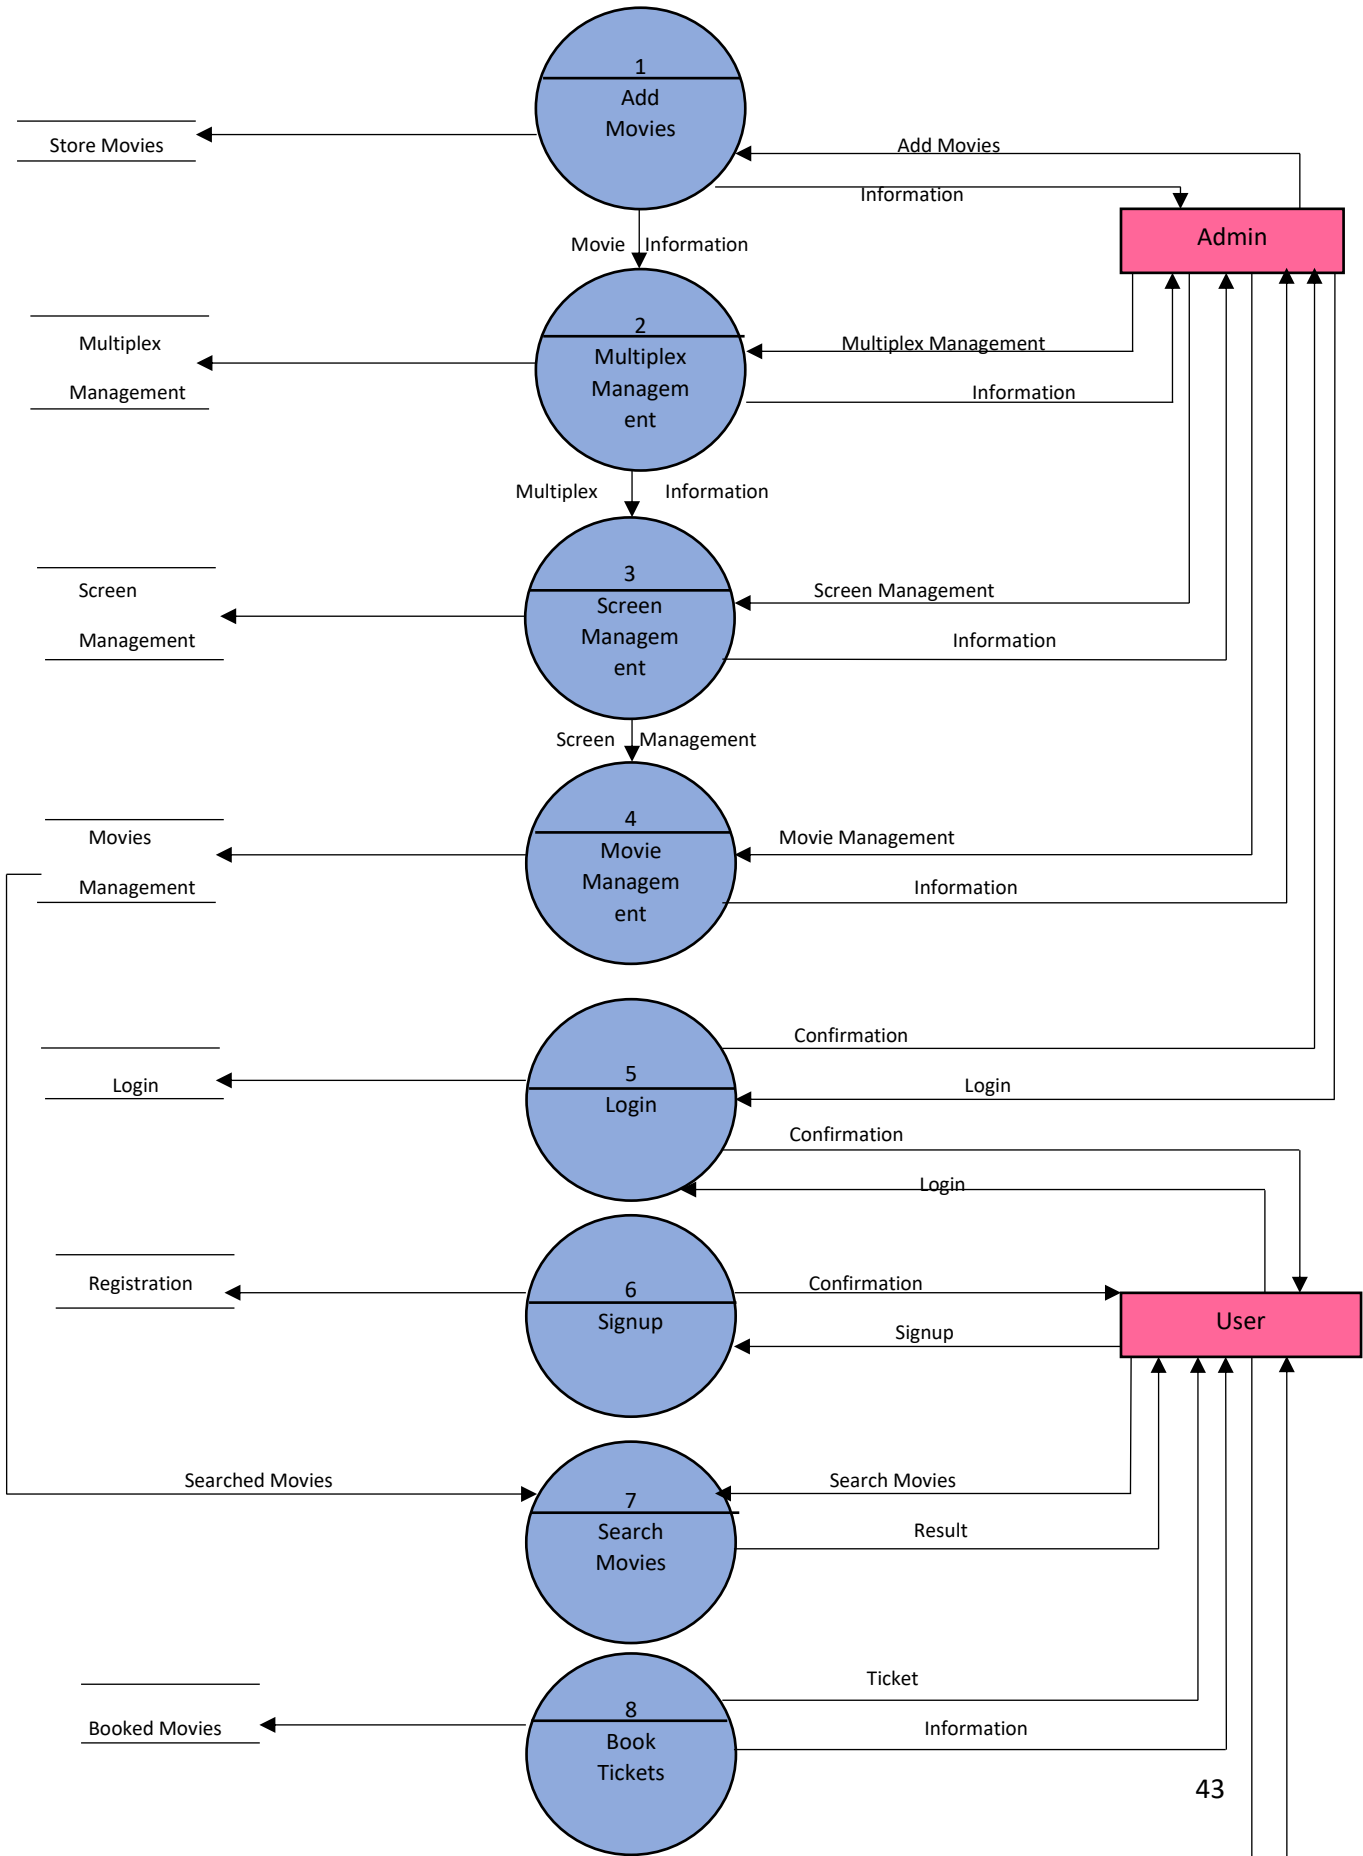 1
Add
Movies
Store Movies
Add Movies
Information
Admin
Movie Information
2
Multiplex
Managem
ent
Multiplex
Management
Multiplex Management
Information
Multiplex Information
3
Screen
Managem
ent
Screen
Management
Screen Management
Information
Screen Management
4
Movie
Managem
ent
Movies
Management
Movie Management
Information
Confirmation
5
Login
Login
Login
Confirmation
Login
6
Signup
Registration
Confirmation
Signup
User
Searched Movies
Search Movies
7
Search
Movies
Result
Ticket
8
Book
Tickets
Booked Movies
Information
43